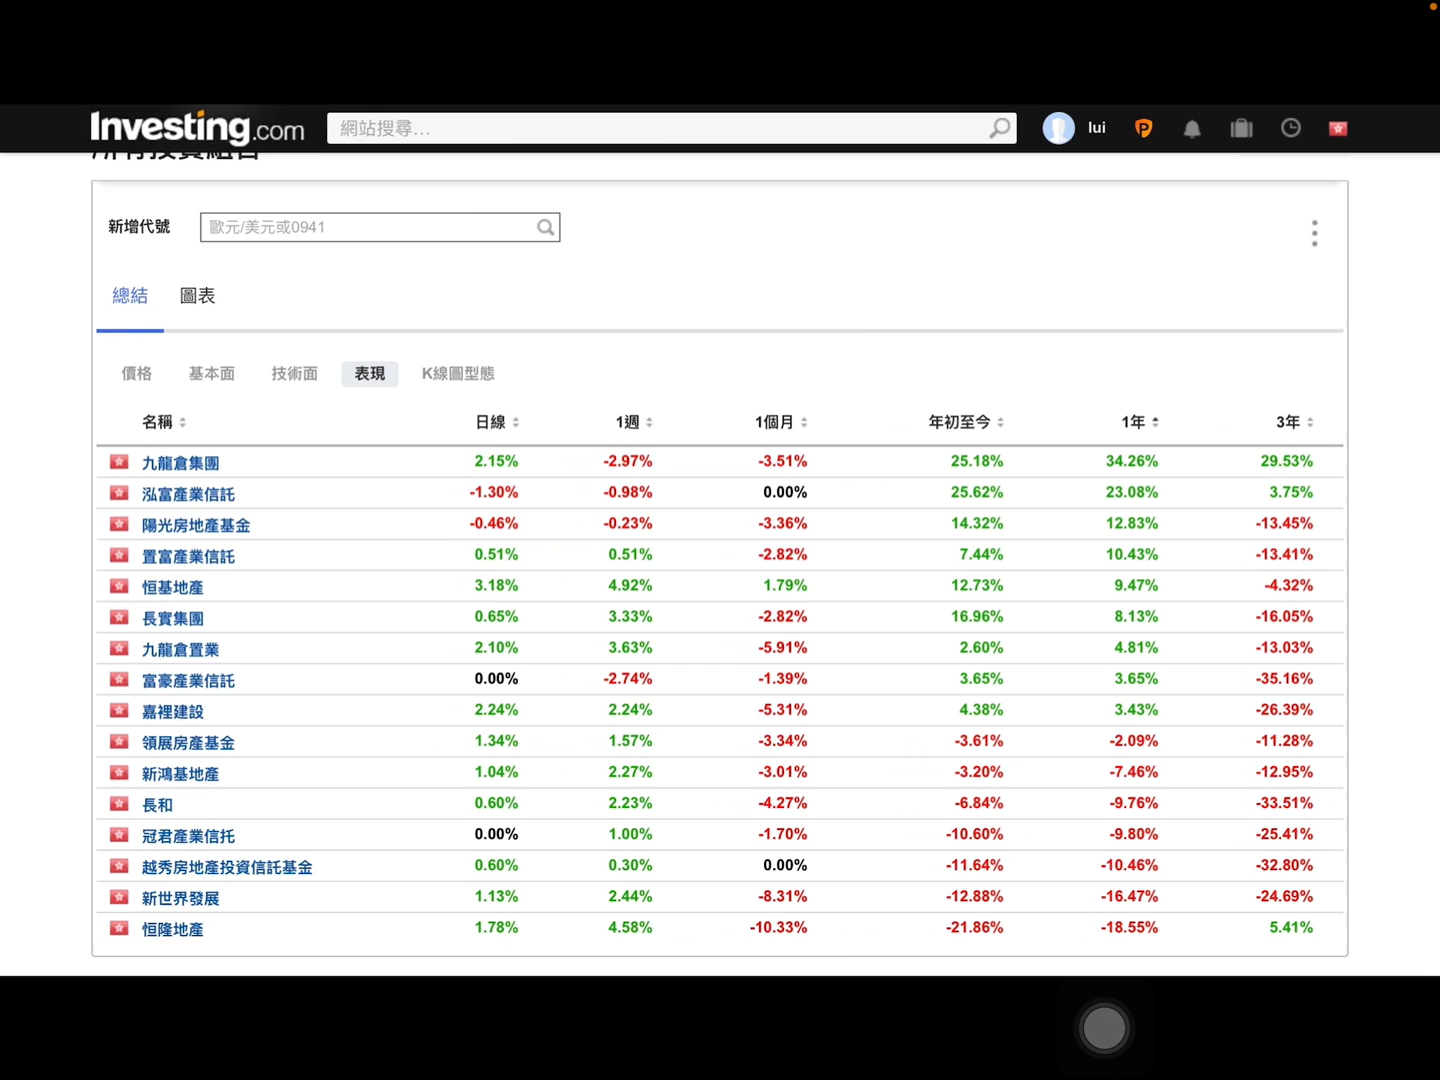 Investing.com
網站搜尋...
lui
新增代號
歐元/美元或0941
總結 圖表
價格 基本面 技術面 表現 K線圖型態
名稱 日線 1週 1個月 年初至今 1年 3年
九龍倉集團 2.15% -2.97% -3.51% 25.18% 34.26% 29.53%
泓富產業信託 -1.30% -0.98% 0.00% 25.62% 23.08% 3.75%
陽光房地產基金 -0.46% -0.23% -3.36% 14.32% 12.83% -13.45%
置富產業信託 0.51% 0.51% -2.82% 7.44% 10.43% -13.41%
恒基地產 3.18% 4.92% 1.79% 12.73% 9.47% -4.32%
長實集團 0.65% 3.33% -2.82% 16.96% 8.13% -16.05%
九龍倉置業 2.10% 3.63% -5.91% 2.60% 4.81% -13.03%
富豪產業信託 0.00% -2.74% -1.39% 3.65% 3.65% -35.16%
嘉裡建設 2.24% 2.24% -5.31% 4.38% 3.43% -26.39%
領展房產基金 1.34% 1.57% -3.34% -3.61% -2.09% -11.28%
新鴻基地產 1.04% 2.27% -3.01% -3.20% -7.46% -12.95%
長和 0.60% 2.23% -4.27% -6.84% -9.76% -33.51%
冠君產業信托 0.00% 1.00% -1.70% -10.60% -9.80% -25.41%
越秀房地產投資信託基金 0.60% 0.30% 0.00% -11.64% -10.46% -32.80%
新世界發展 1.13% 2.44% -8.31% -12.88% -16.47% -24.69%
恒隆地產 1.78% 4.58% -10.33% -21.86% -18.55% 5.41%